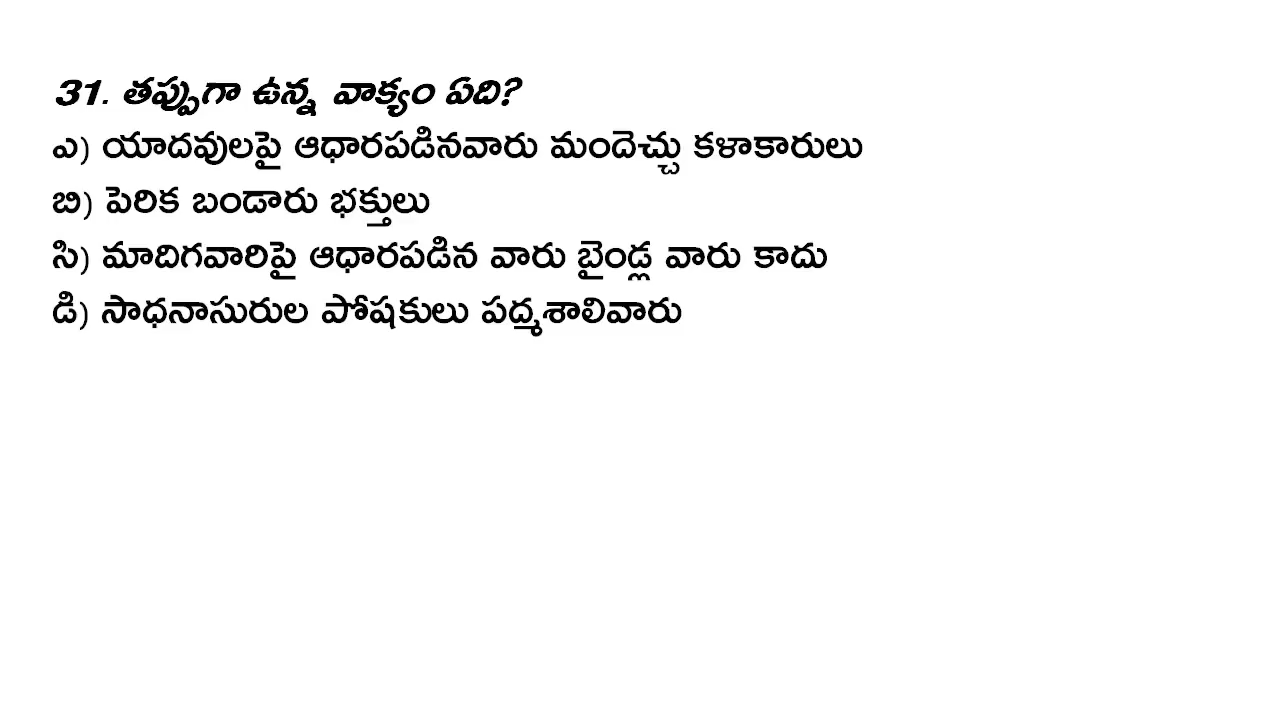 31. తప్పుగా ఉన్న వాక్యం ఏది?
ఎ) యాదవులపై ఆధారపడినవారు మందెచ్చు కళాకారులు
బి) పెరిక బండారు భక్తులు
సి) మాదిగవారిపై ఆధారపడిన వారు బైండ్ల వారు కాదు
డి) సాధనాసురుల పోషకులు పద్మశాలివారు